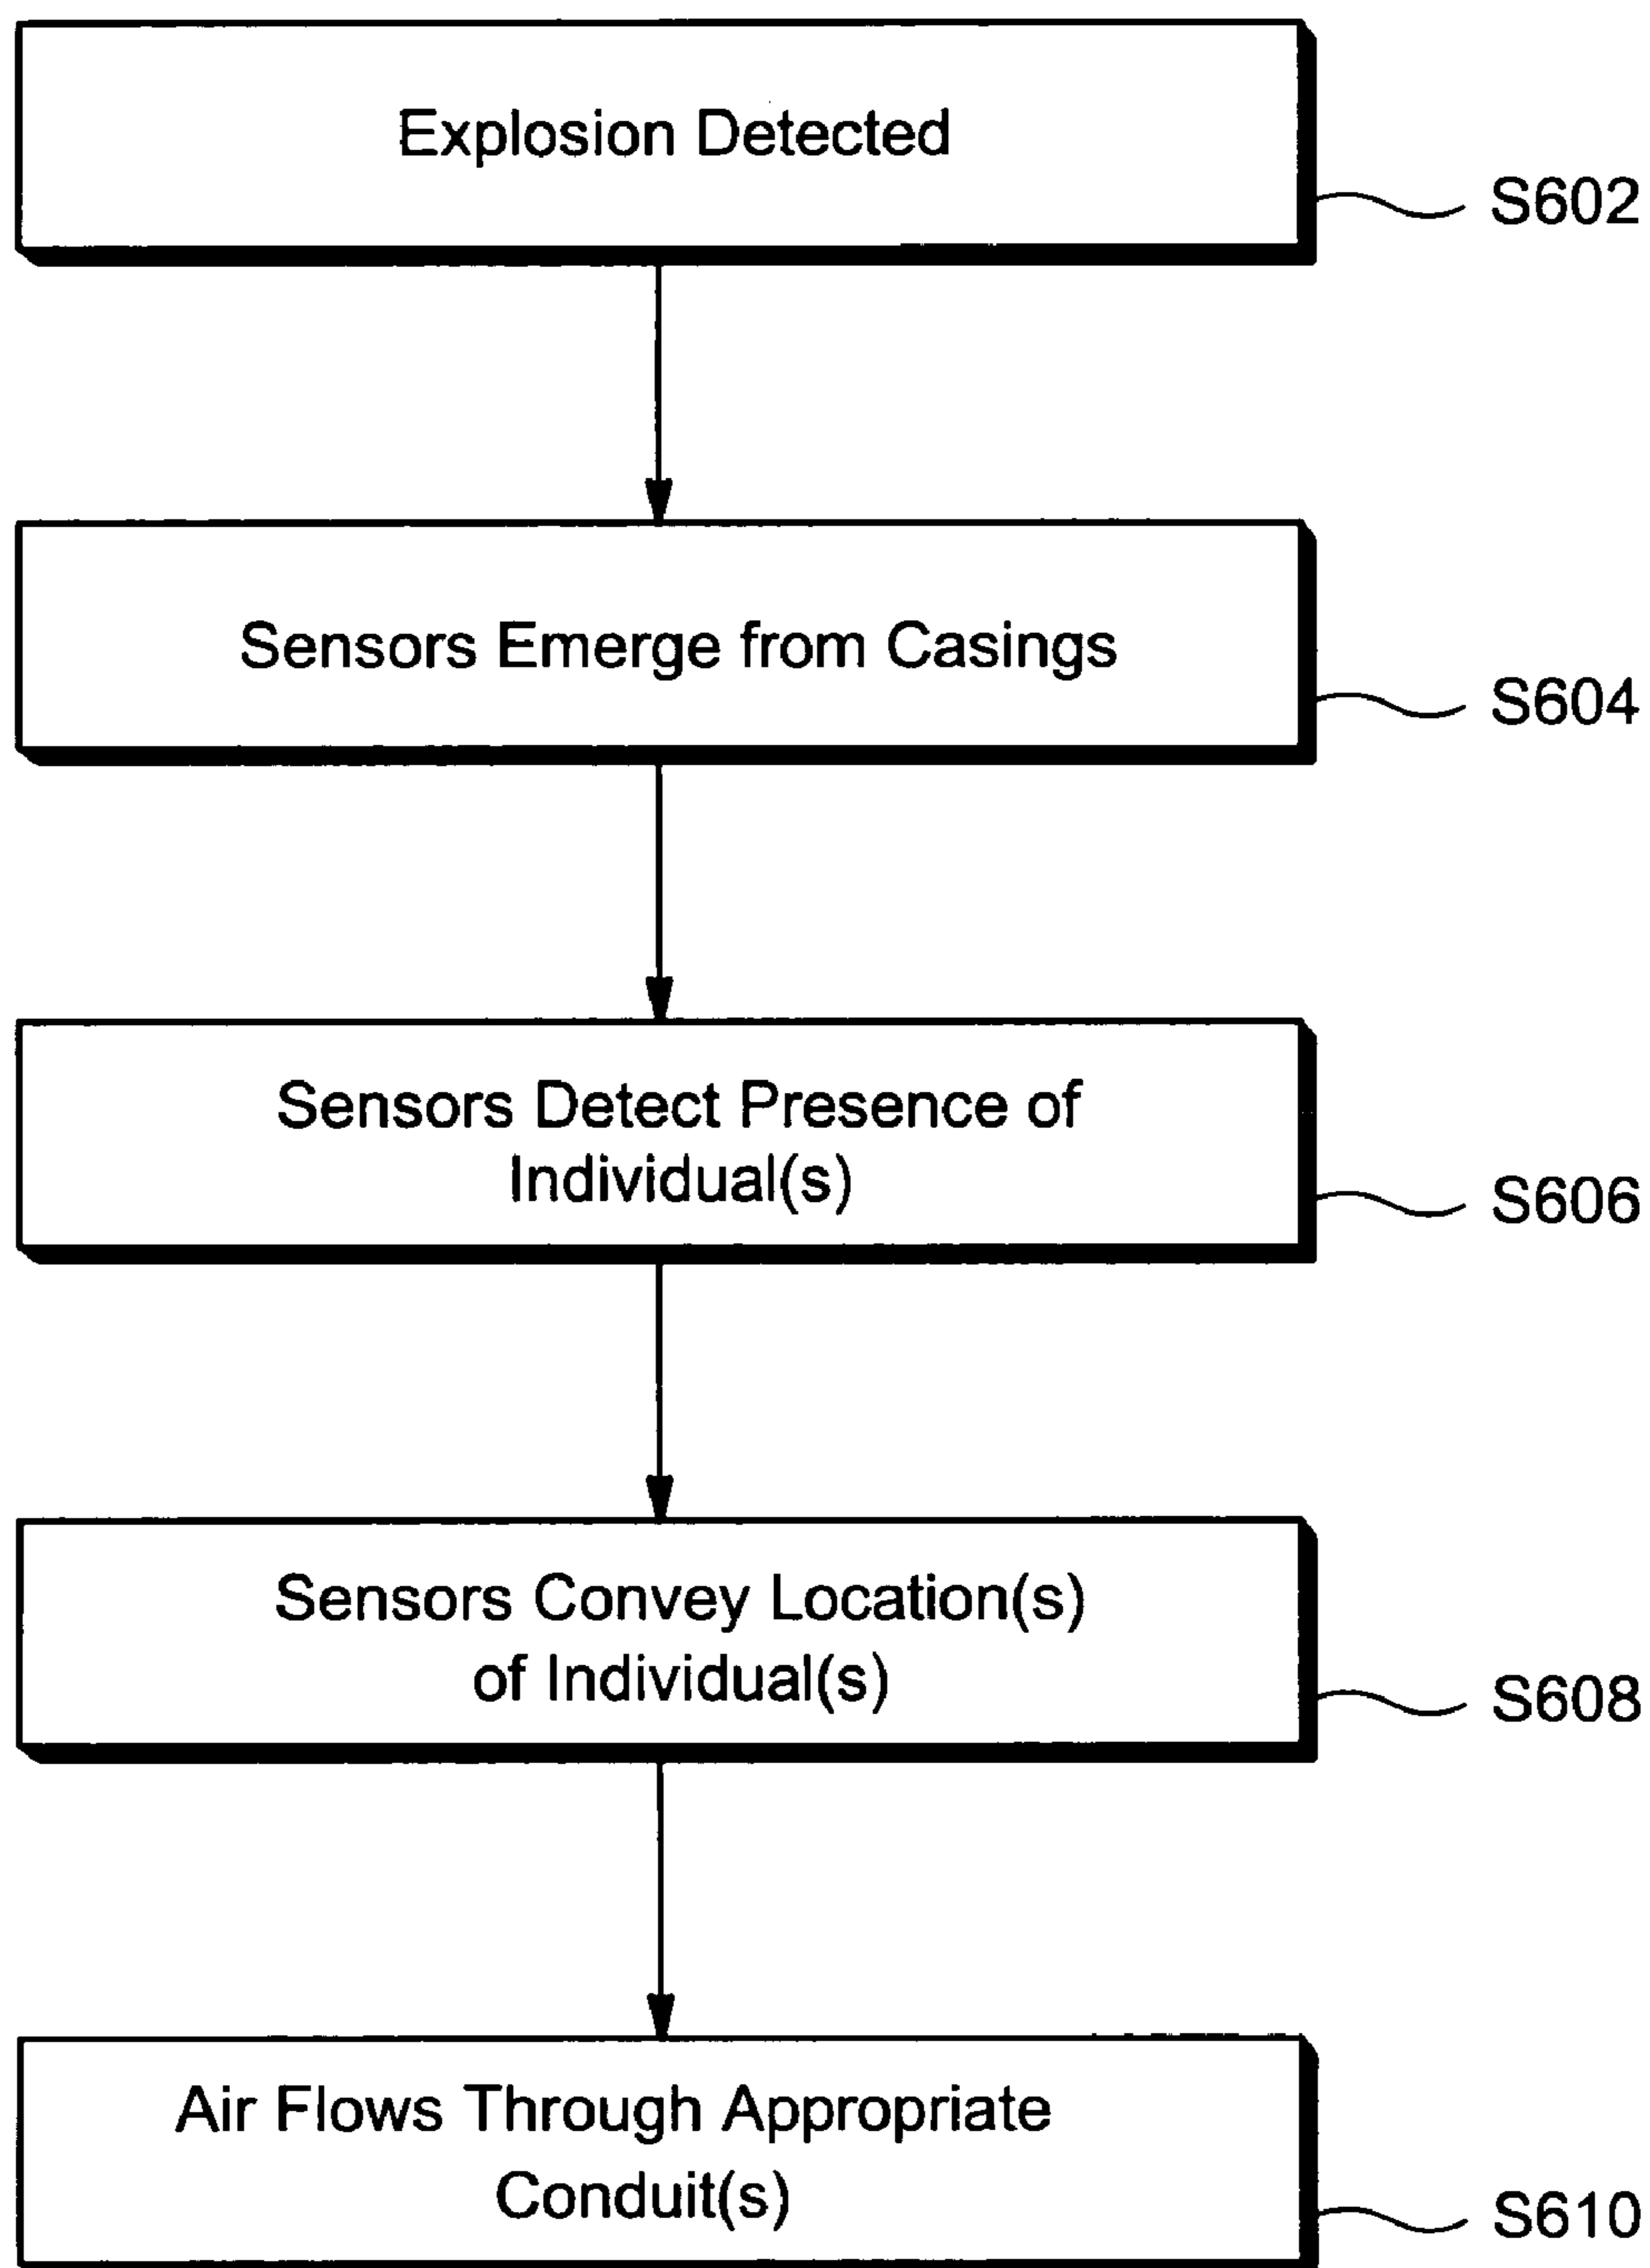 Explosion Detected
S602
Sensors Emerge from Casings
S604
Sensors Detect Presence of
Individual(s)
S606
Sensors Convey Location(s)
of Individual(s)
S608
Air Flows Through Appropriate
Conduit(s)
S610